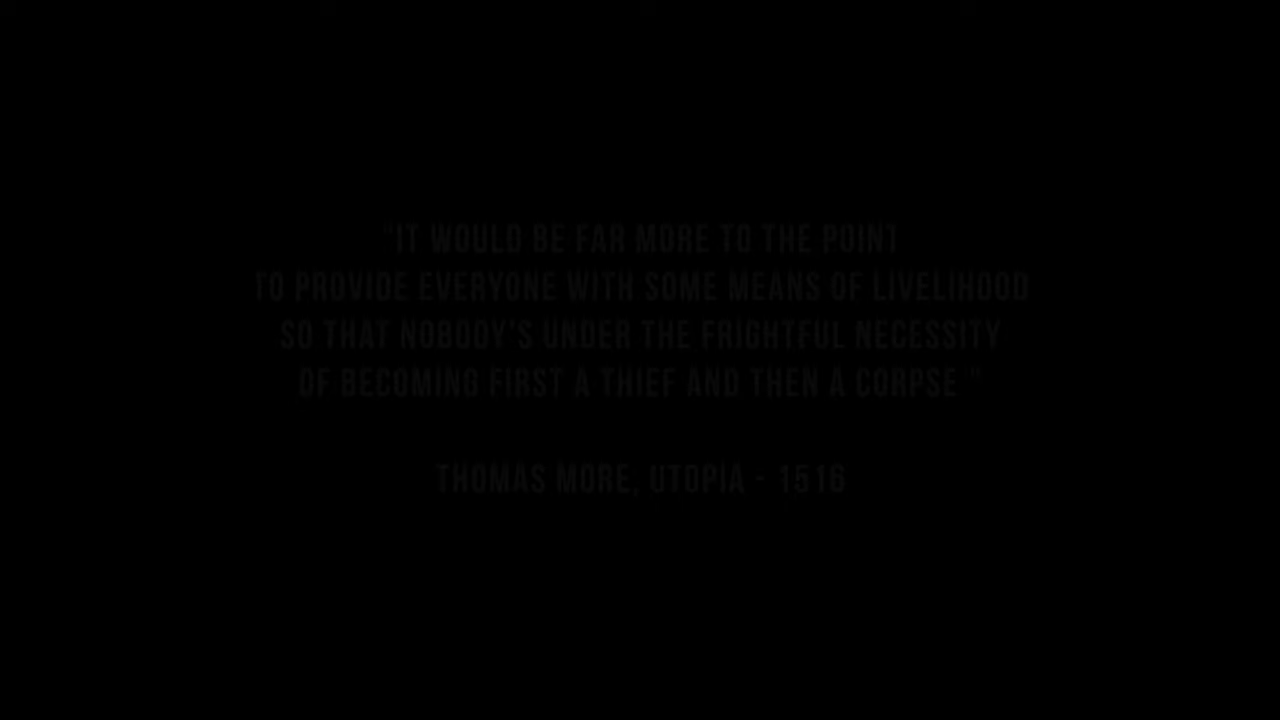 "IT WOULD BE FAR MORE TO THE POINT
TO PROVIDE EVERYONE WITH SOME MEANS OF LIVELIHOOD
SO THAT NOBODY'S UNDER THE FRIGHTFUL NECESSITY
OF BECOMING FIRST A THIEF AND THEN A CORPSE "
THOMAS MORE, UTOPIA - 1516